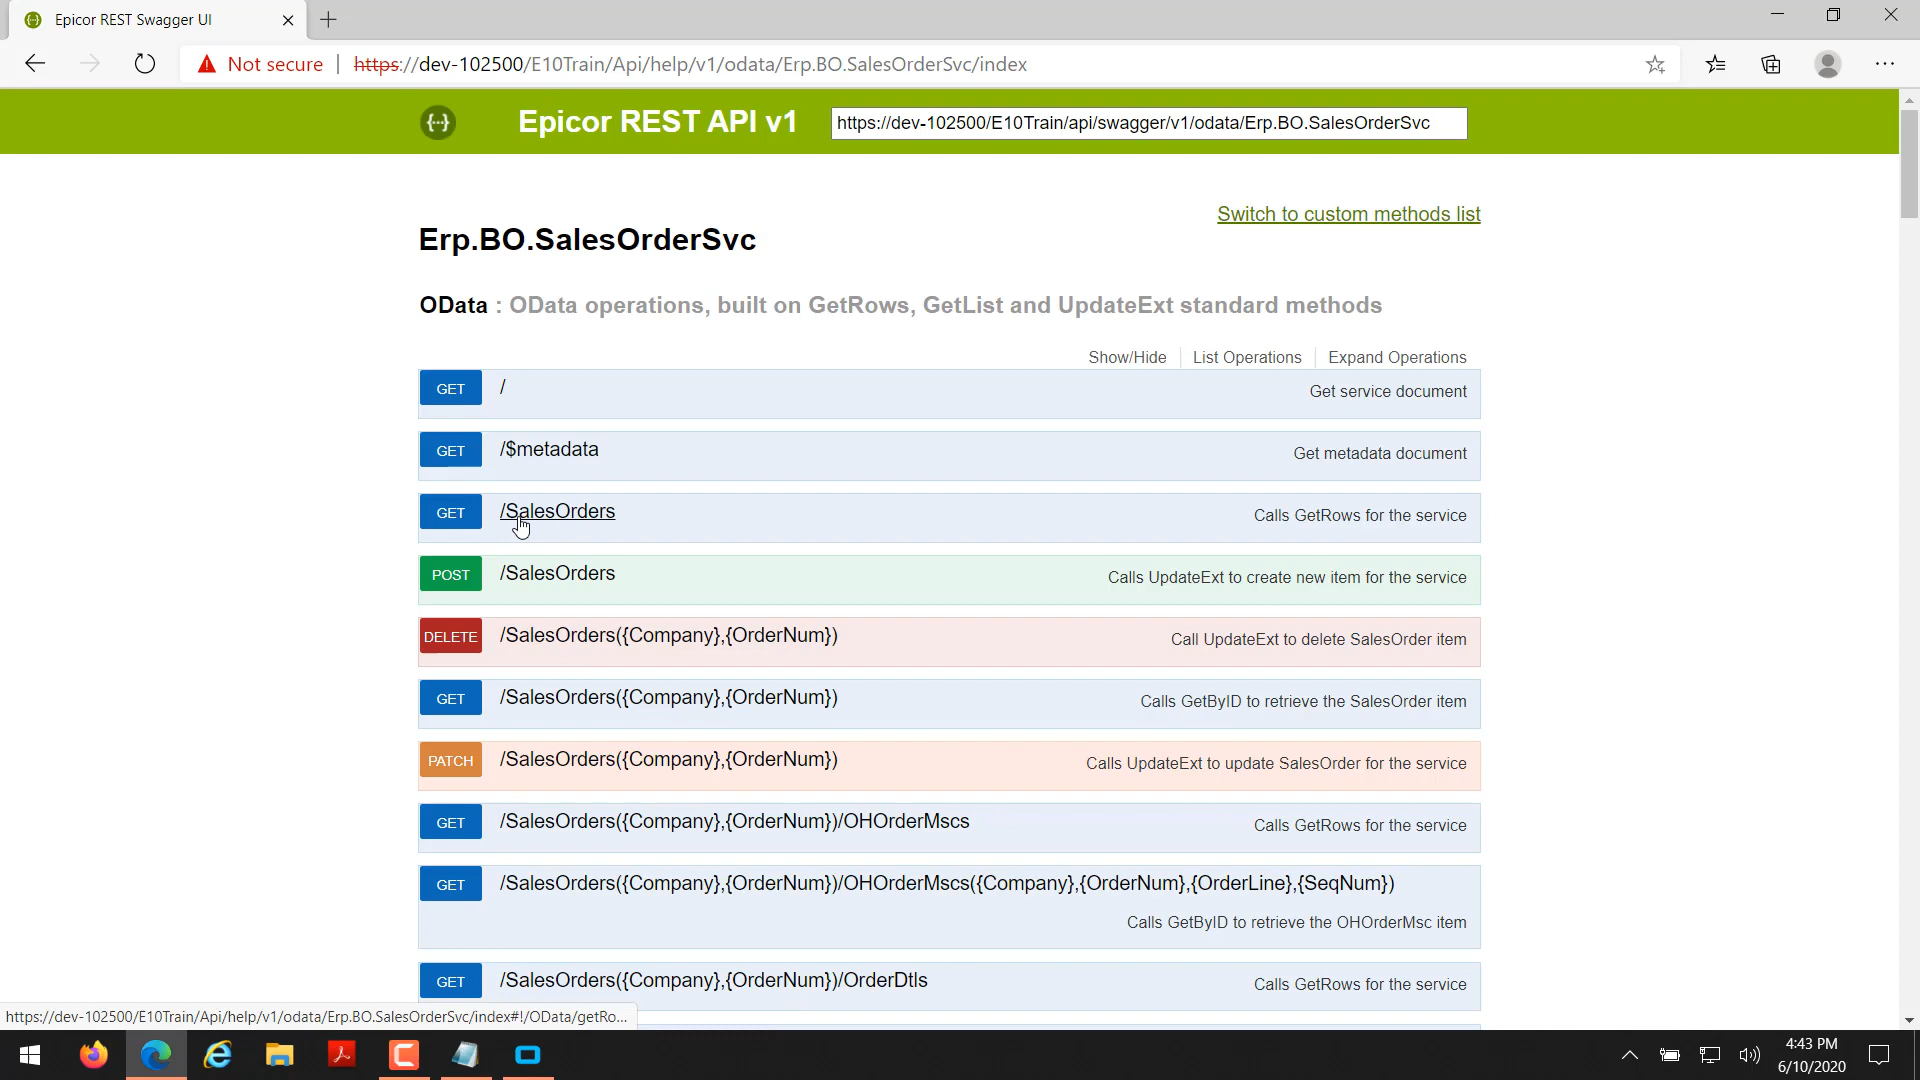 Epicor REST Swagger UI
Not secure | https://dev-102500/E10Train/Api/help/v1/odata/Erp.BO.SalesOrderSvc/index
{···} Epicor REST API v1 https://dev-102500/E10Train/api/swagger/v1/odata/Erp.BO.SalesOrderSvc
Switch to custom methods list
Erp.BO.SalesOrderSvc
OData : OData operations, built on GetRows, GetList and UpdateExt standard methods
Show/Hide | List Operations | Expand Operations
GET / Get service document
GET /$metadata Get metadata document
GET /SalesOrders Calls GetRows for the service
POST /SalesOrders Calls UpdateExt to create new item for the service
DELETE /SalesOrders({Company},{OrderNum}) Call UpdateExt to delete SalesOrder item
GET /SalesOrders({Company},{OrderNum}) Calls GetByID to retrieve the SalesOrder item
PATCH /SalesOrders({Company},{OrderNum}) Calls UpdateExt to update SalesOrder for the service
GET /SalesOrders({Company},{OrderNum})/OHOrderMscs Calls GetRows for the service
GET /SalesOrders({Company},{OrderNum})/OHOrderMscs({Company},{OrderNum},{OrderLine},{SeqNum})
Calls GetByID to retrieve the OHOrderMsc item
GET /SalesOrders({Company},{OrderNum})/OrderDtls Calls GetRows for the service
https://dev-102500/E10Train/Api/help/v1/odata/Erp.BO.SalesOrderSvc/index#!/OData/getRo...
4:43 PM
6/10/2020